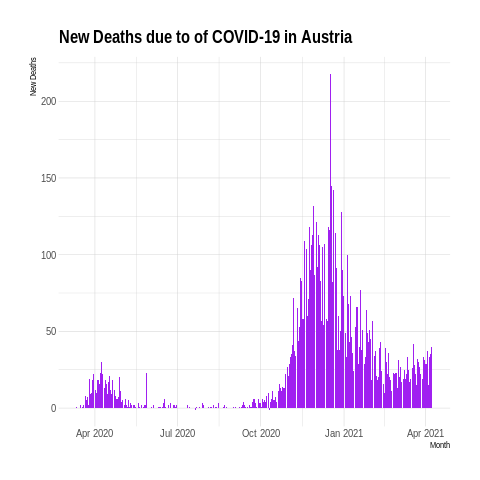 New Deaths due to of COVID-19 in Austria
New Deaths
200
150
100
50
0
Apr 2020
Jul 2020
Oct 2020
Jan 2021
Apr 2021
Month